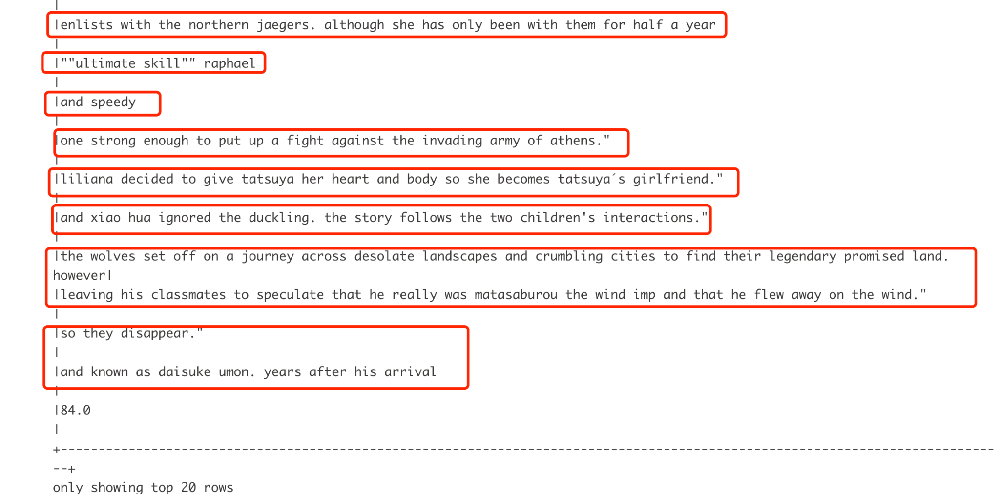 |
|enlists with the northern jaegers. although she has only been with them for half a year
|
|""ultimate skill"" raphael
|
|and speedy
|
|one strong enough to put up a fight against the invading army of athens."
|
|liliana decided to give tatsuya her heart and body so she becomes tatsuya´s girlfriend."
|
|and xiao hua ignored the duckling. the story follows the two children's interactions."
|
|the wolves set off on a journey across desolate landscapes and crumbling cities to find their legendary promised land.
however|
|leaving his classmates to speculate that he really was matasaburou the wind imp and that he flew away on the wind."
|
|so they disappear."
|
|and known as daisuke umon. years after his arrival
|
|84.0
|
+----------------------------------------------------------------------------------------------------------------------
--+
only showing top 20 rows